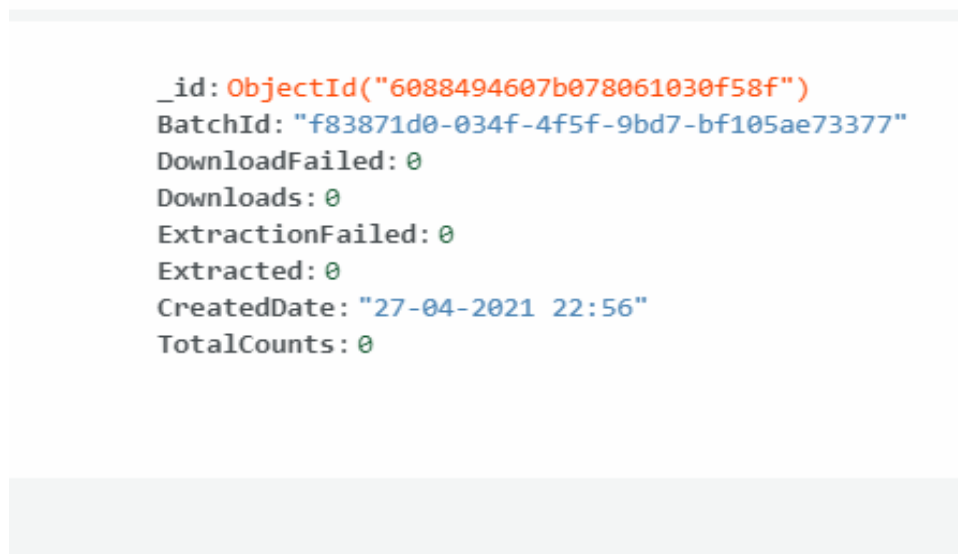 _id: ObjectId("6088494607b078061030f58f")
BatchId: "f83871d0-034f-4f5f-9bd7-bf105ae73377"
DownloadFailed: 0
Downloads: 0
ExtractionFailed: 0
Extracted: 0
CreatedDate: "27-04-2021 22:56"
TotalCounts: 0